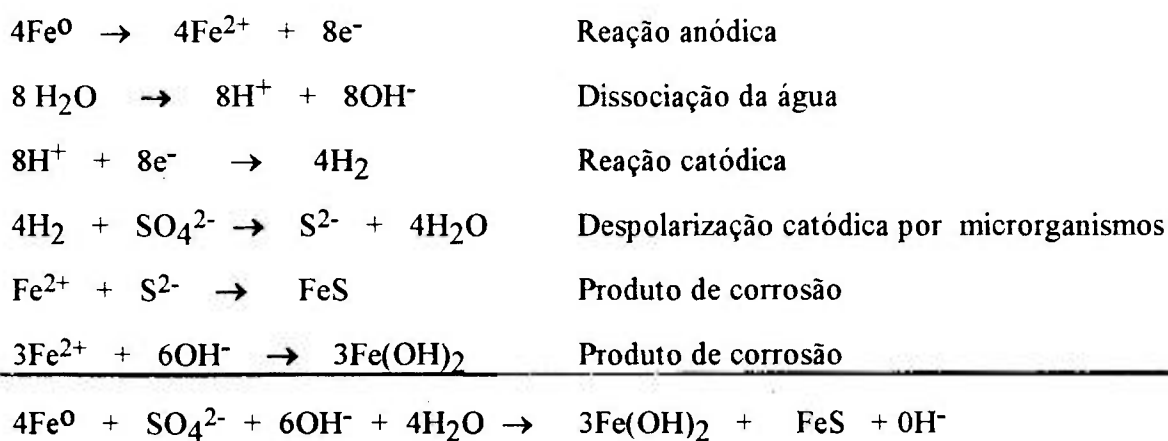 4Fe⁰ → 4Fe²⁺ + 8e⁻ Reação anódica
8 H₂O → 8H⁺ + 8OH⁻ Dissociação da água
8H⁺ + 8e⁻ → 4H₂ Reação catódica
4H₂ + SO₄²⁻ → S²⁻ + 4H₂O Despolarização catódica por microrganismos
Fe²⁺ + S²⁻ → FeS Produto de corrosão
3Fe²⁺ + 6OH⁻ → 3Fe(OH)₂ Produto de corrosão
4Fe⁰ + SO₄²⁻ + 6OH⁻ + 4H₂O → 3Fe(OH)₂ + FeS + 0H⁻